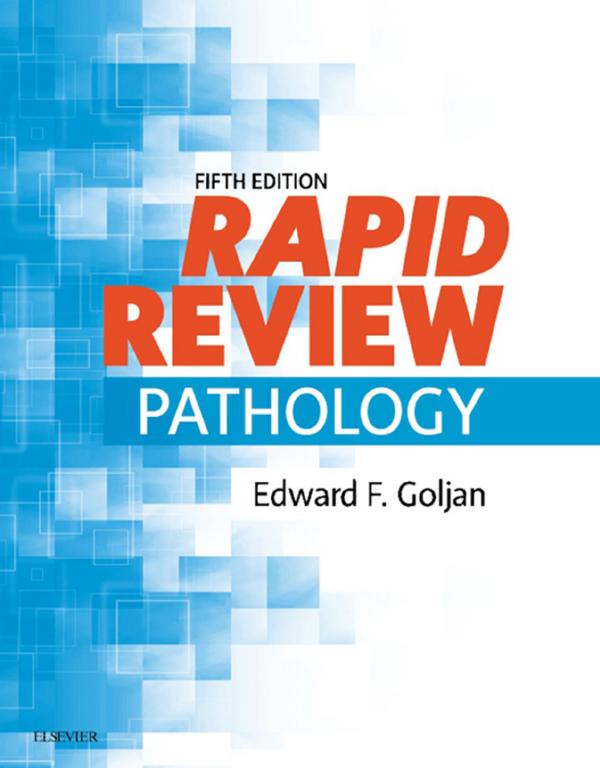 FIFTH EDITION
RAPID
REVIEW
PATHOLOGY
Edward F. Goljan
ELSEVIER